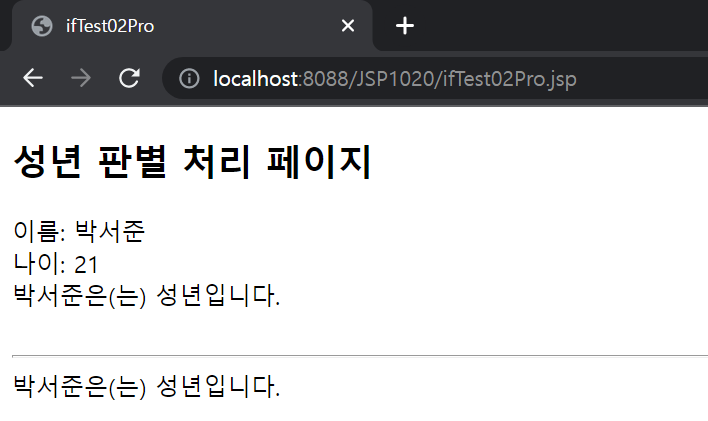 ifTest02Pro
localhost:8088/JSP1020/ifTest02Pro.jsp
성년 판별 처리 페이지
이름: 박서준
나이: 21
박서준은(는) 성년입니다.
박서준은(는) 성년입니다.